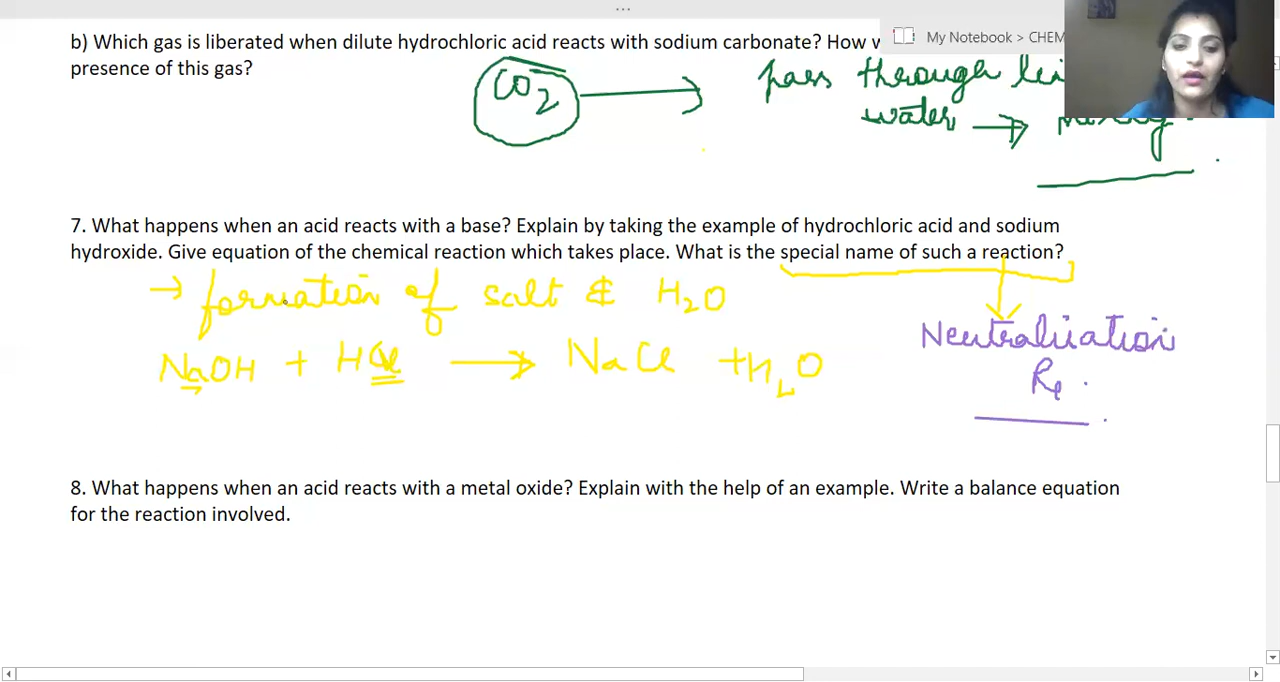 ...
b) Which gas is liberated when dilute hydrochloric acid reacts with sodium carbonate? How
My Notebook > CHEM
presence of this gas?
CO2 → pass through
water →
7. What happens when an acid reacts with a base? Explain by taking the example of hydrochloric acid and sodium
hydroxide. Give equation of the chemical reaction which takes place. What is the special name of such a reaction?
→ formation of salt & H2O
Neutraliation
NaOH + HCl → NaCl + H2O
Rx
8. What happens when an acid reacts with a metal oxide? Explain with the help of an example. Write a balance equation
for the reaction involved.